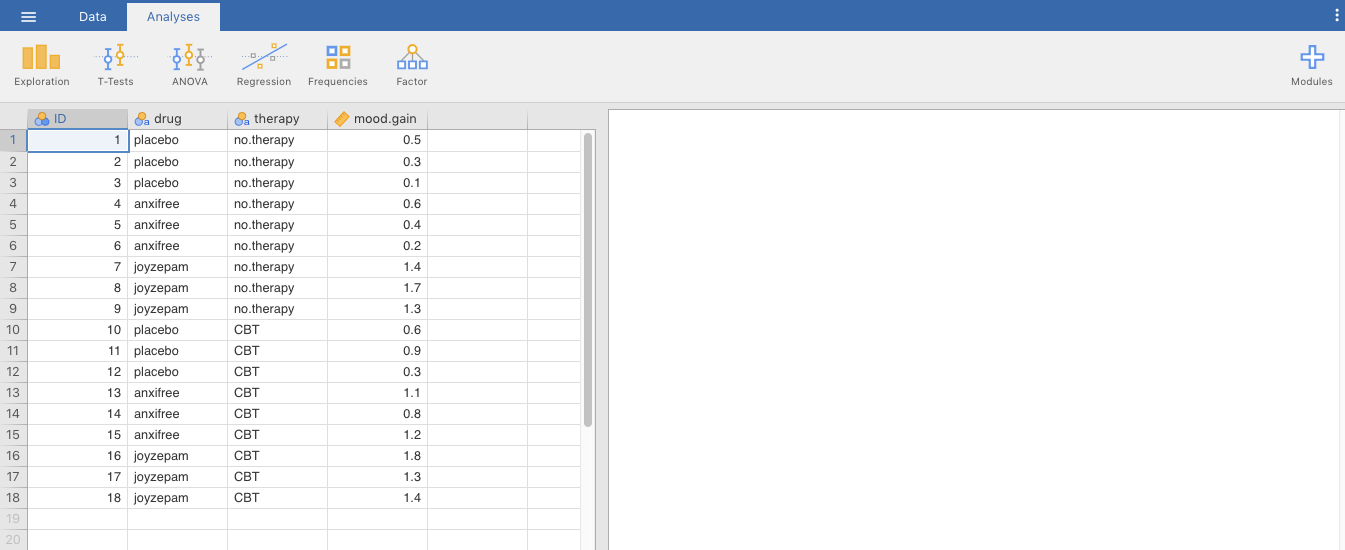 Data Analyses
Exploration T-Tests ANOVA Regression Frequencies Factor Modules
ID drug therapy mood.gain
1 1 placebo no.therapy 0.5
2 2 placebo no.therapy 0.3
3 3 placebo no.therapy 0.1
4 4 anxifree no.therapy 0.6
5 5 anxifree no.therapy 0.4
6 6 anxifree no.therapy 0.2
7 7 joyzepam no.therapy 1.4
8 8 joyzepam no.therapy 1.7
9 9 joyzepam no.therapy 1.3
10 10 placebo CBT 0.6
11 11 placebo CBT 0.9
12 12 placebo CBT 0.3
13 13 anxifree CBT 1.1
14 14 anxifree CBT 0.8
15 15 anxifree CBT 1.2
16 16 joyzepam CBT 1.8
17 17 joyzepam CBT 1.3
18 18 joyzepam CBT 1.4
19
20